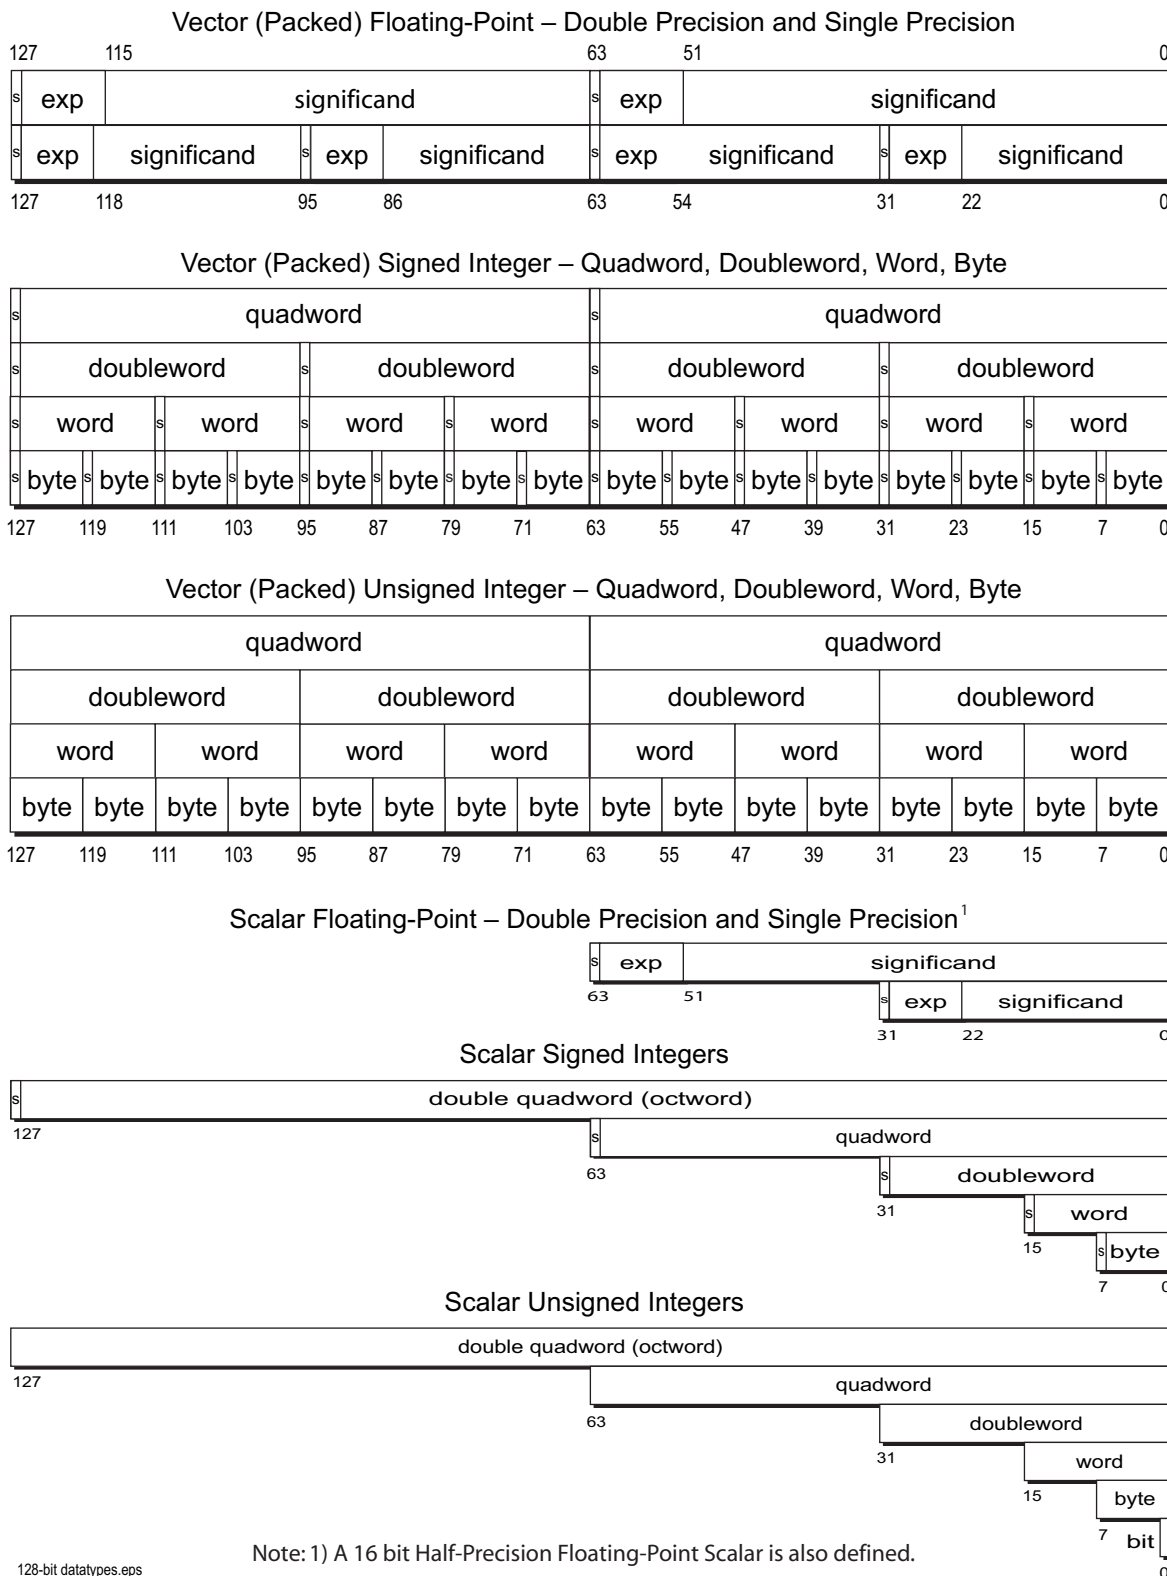 Vector (Packed) Floating-Point – Double Precision and Single Precision
127 115 63 51 0
s exp significand s exp significand
s exp significand s exp significand s exp significand s exp significand
127 118 95 86 63 54 31 22 0
Vector (Packed) Signed Integer – Quadword, Doubleword, Word, Byte
s quadword s quadword
s doubleword s doubleword s doubleword s doubleword
s word s word s word s word s word s word s word s word
s byte s byte s byte s byte s byte s byte s byte s byte s byte s byte s byte s byte s byte s byte s byte s byte
127 119 111 103 95 87 79 71 63 55 47 39 31 23 15 7 0
Vector (Packed) Unsigned Integer – Quadword, Doubleword, Word, Byte
quadword quadword
doubleword doubleword doubleword doubleword
word word word word word word word word
byte byte byte byte byte byte byte byte byte byte byte byte byte byte byte byte
127 119 111 103 95 87 79 71 63 55 47 39 31 23 15 7 0
Scalar Floating-Point – Double Precision and Single Precision1
s exp significand
63 51
s exp significand
31 22 0
Scalar Signed Integers
s double quadword (octword)
127
s quadword
63
s doubleword
31
s word
15
s byte
7 0
Scalar Unsigned Integers
double quadword (octword)
127
quadword
63
doubleword
31
word
15
byte
7
bit
0
Note: 1) A 16 bit Half-Precision Floating-Point Scalar is also defined.
128-bit datatypes.eps